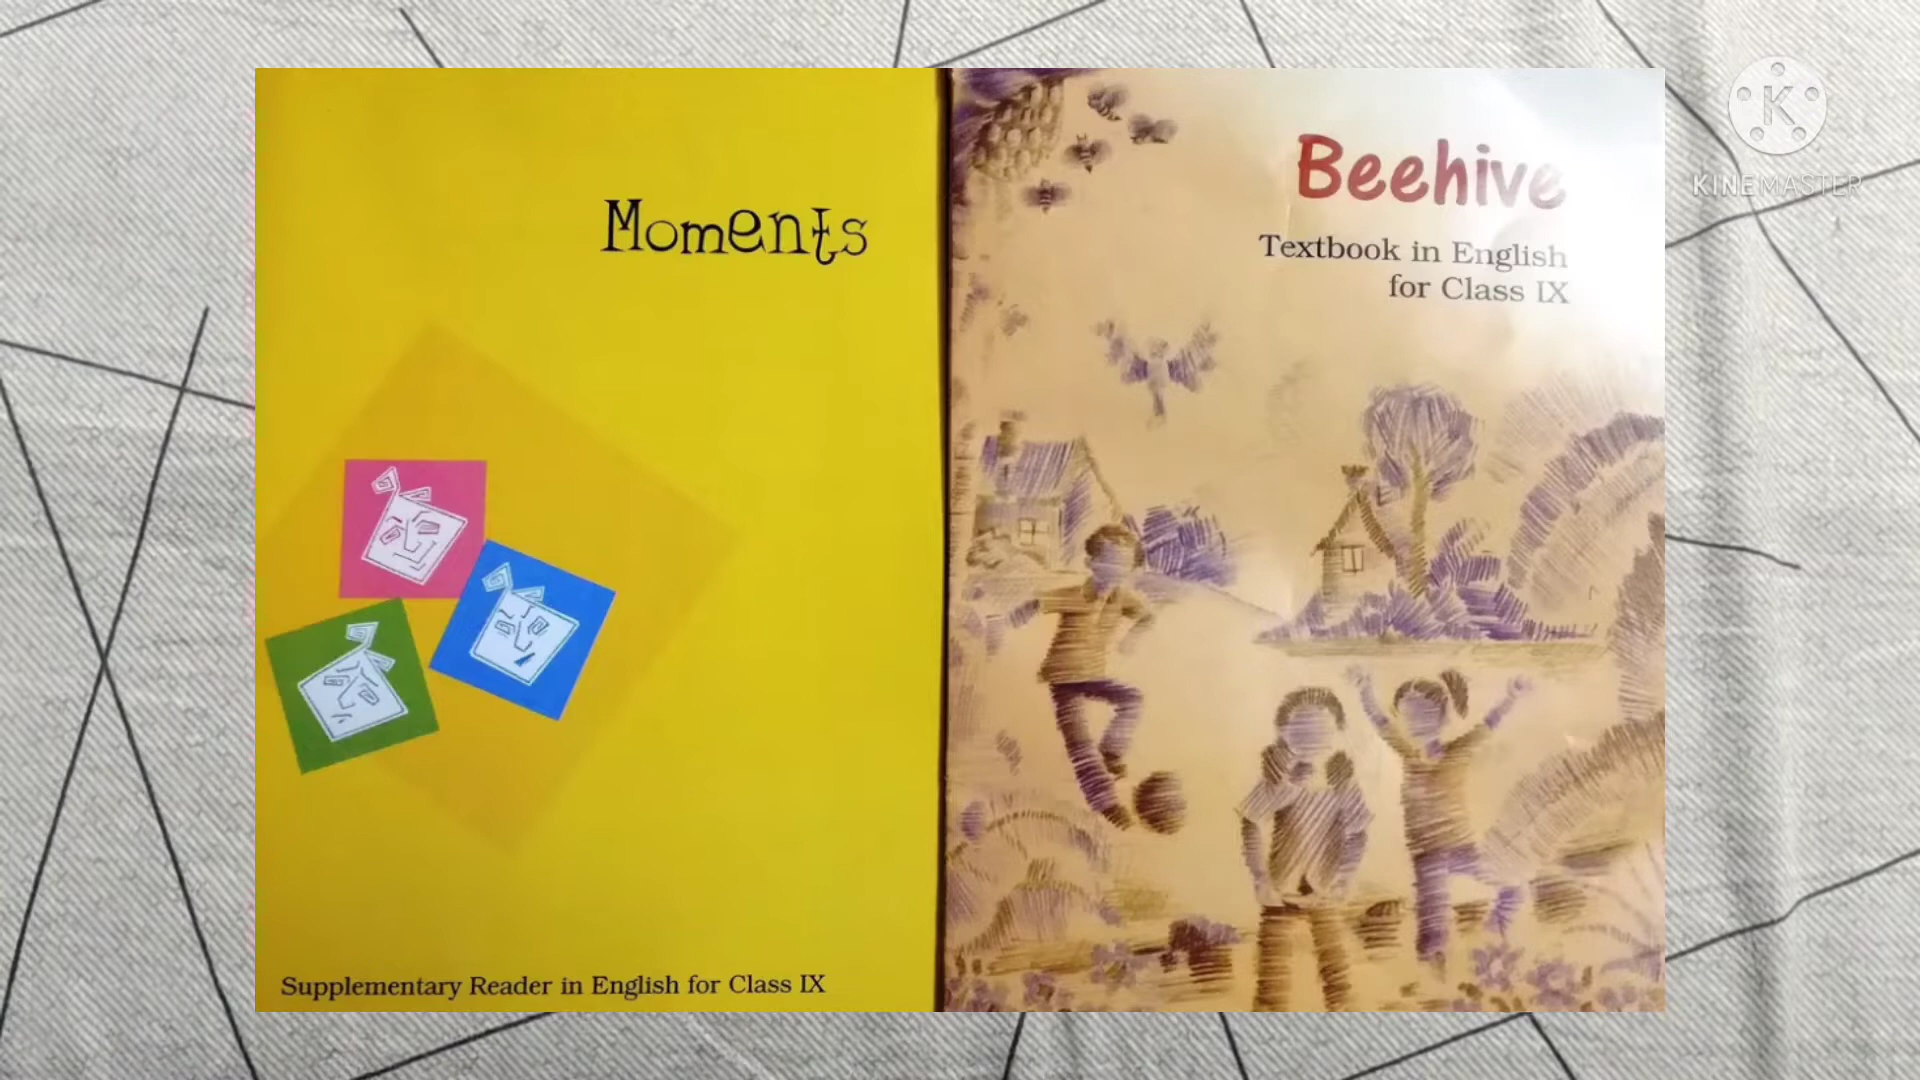 Moments
Supplementary Reader in English for Class IX
Beehive
Textbook in English
for Class IX
K
KINEMASTER